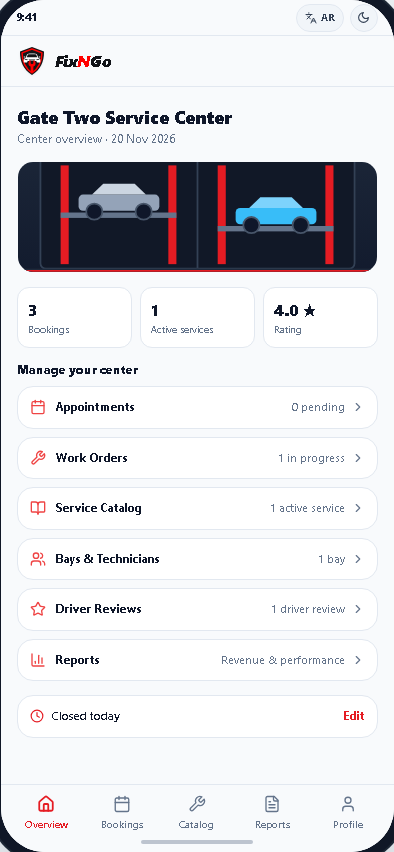 9:41
AR
FixNGo
Gate Two Service Center
Center overview · 20 Nov 2026
3
Bookings
1
Active services
4.0 ★
Rating
Manage your center
Appointments 0 pending
Work Orders 1 in progress
Service Catalog 1 active service
Bays & Technicians 1 bay
Driver Reviews 1 driver review
Reports Revenue & performance
Closed today Edit
Overview Bookings Catalog Reports Profile